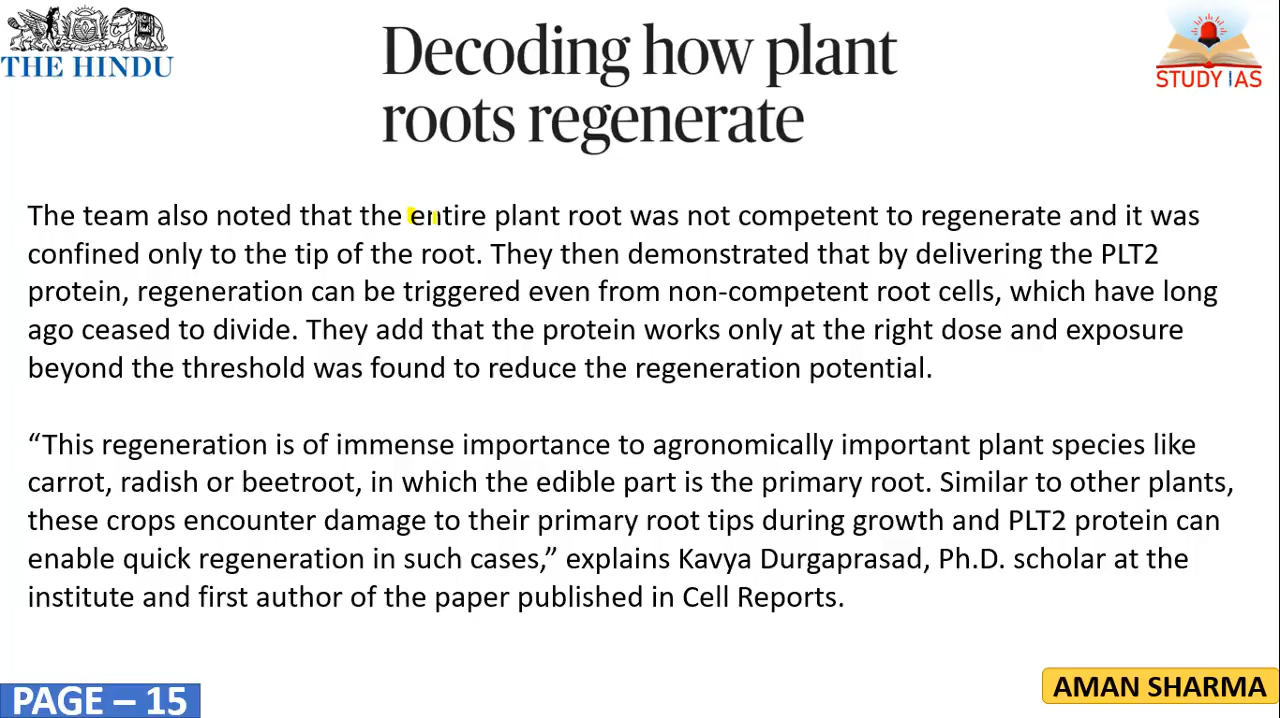 THE HINDU
Decoding how plant
roots regenerate
STUDY IAS
The team also noted that the entire plant root was not competent to regenerate and it was
confined only to the tip of the root. They then demonstrated that by delivering the PLT2
protein, regeneration can be triggered even from non-competent root cells, which have long
ago ceased to divide. They add that the protein works only at the right dose and exposure
beyond the threshold was found to reduce the regeneration potential.
“This regeneration is of immense importance to agronomically important plant species like
carrot, radish or beetroot, in which the edible part is the primary root. Similar to other plants,
these crops encounter damage to their primary root tips during growth and PLT2 protein can
enable quick regeneration in such cases,” explains Kavya Durgaprasad, Ph.D. scholar at the
institute and first author of the paper published in Cell Reports.
PAGE – 15
AMAN SHARMA